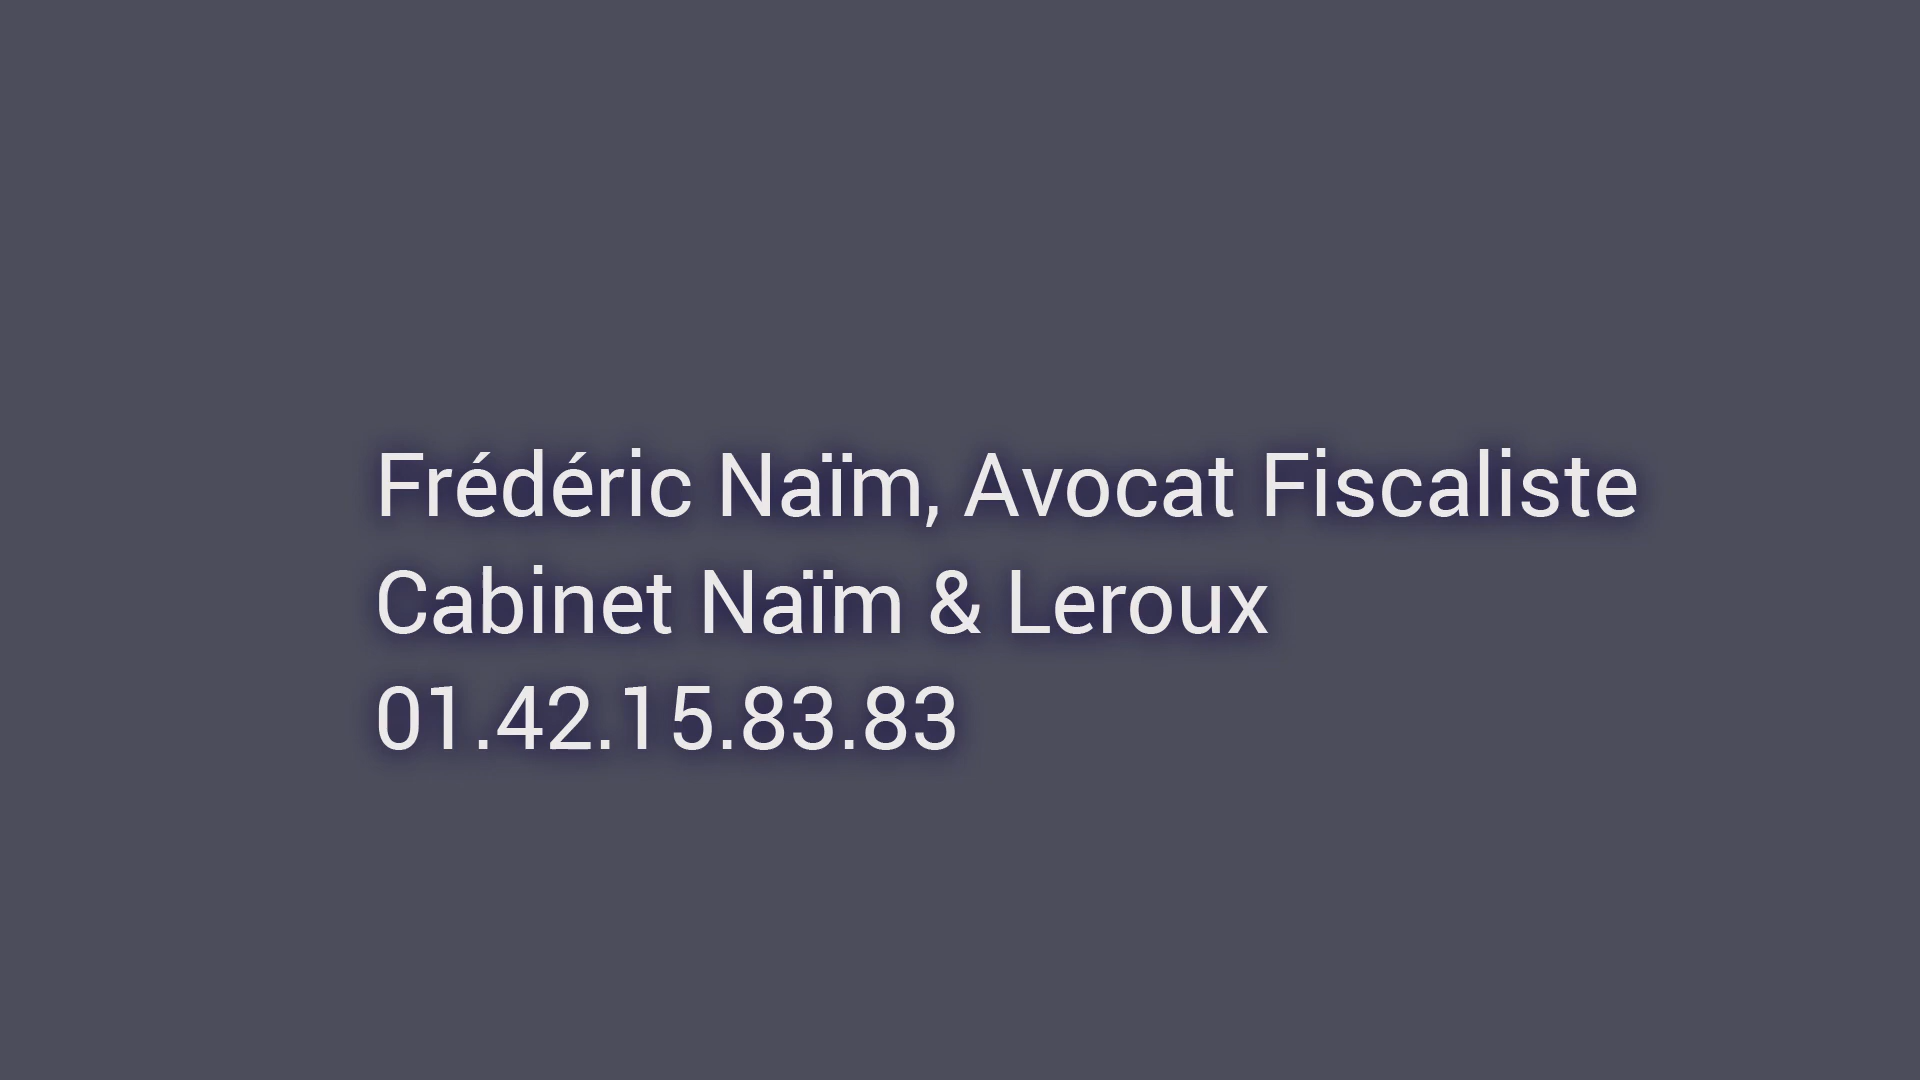 Frédéric Naïm, Avocat Fiscaliste
Cabinet Naïm & Leroux
01.42.15.83.83